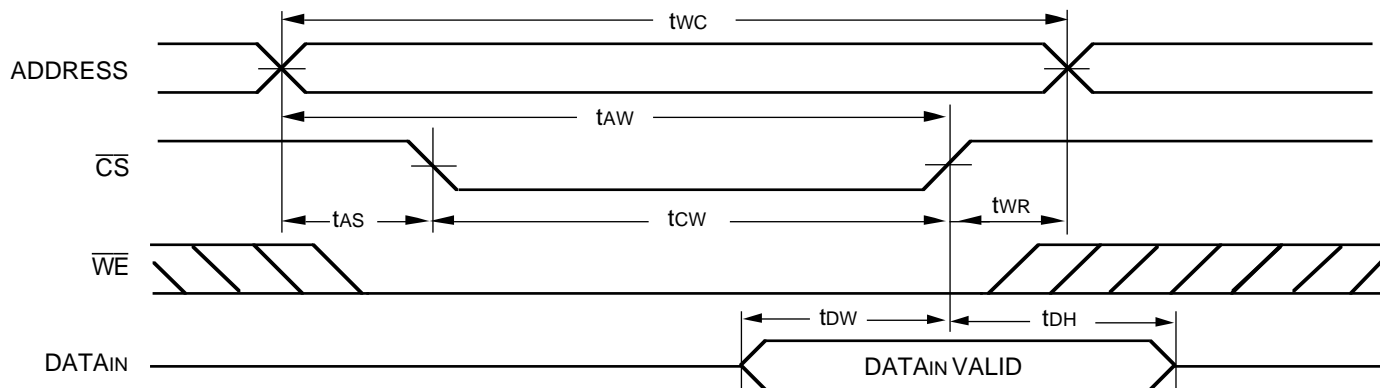 tWC
ADDRESS
tAW
CS
tAS
tCW
tWR
WE
tDW
tDH
DATAIN
DATAIN VALID